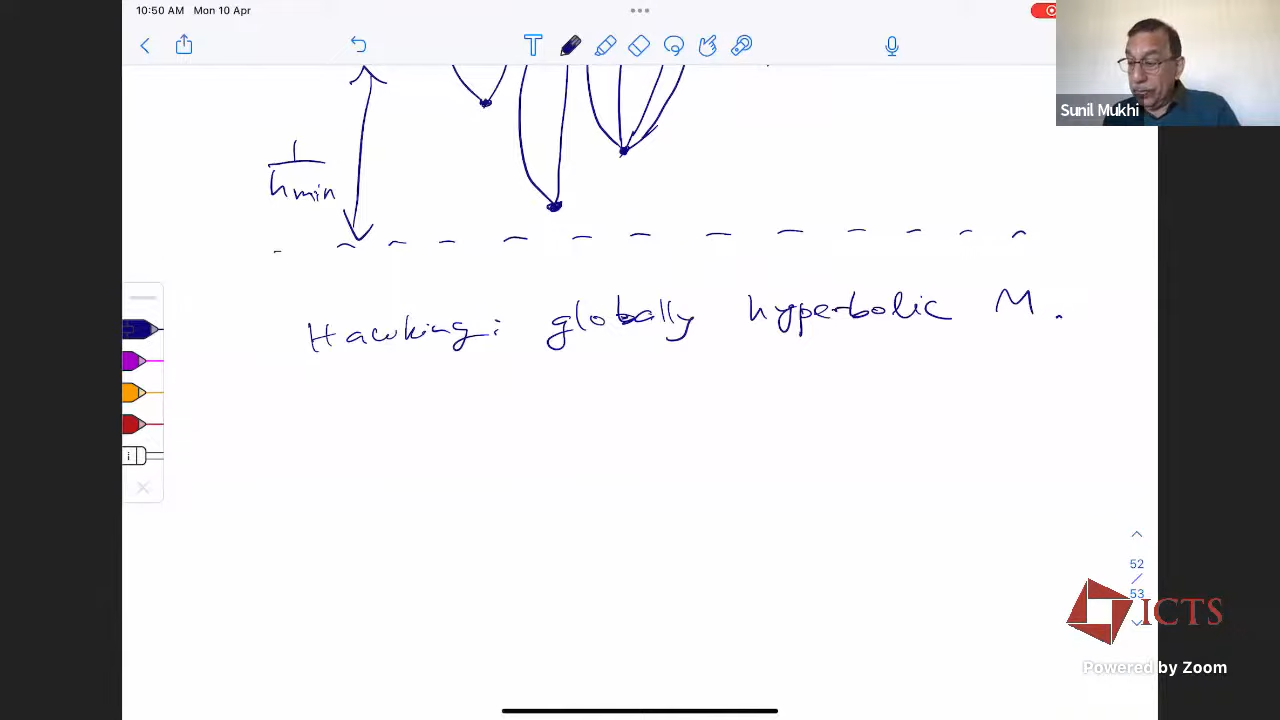 10:50 AM Mon 10 Apr
Sunil Mukhi
1
hmin
Hawking: globally hyperbolic M.
52
/
53
ICTS
Powered by Zoom